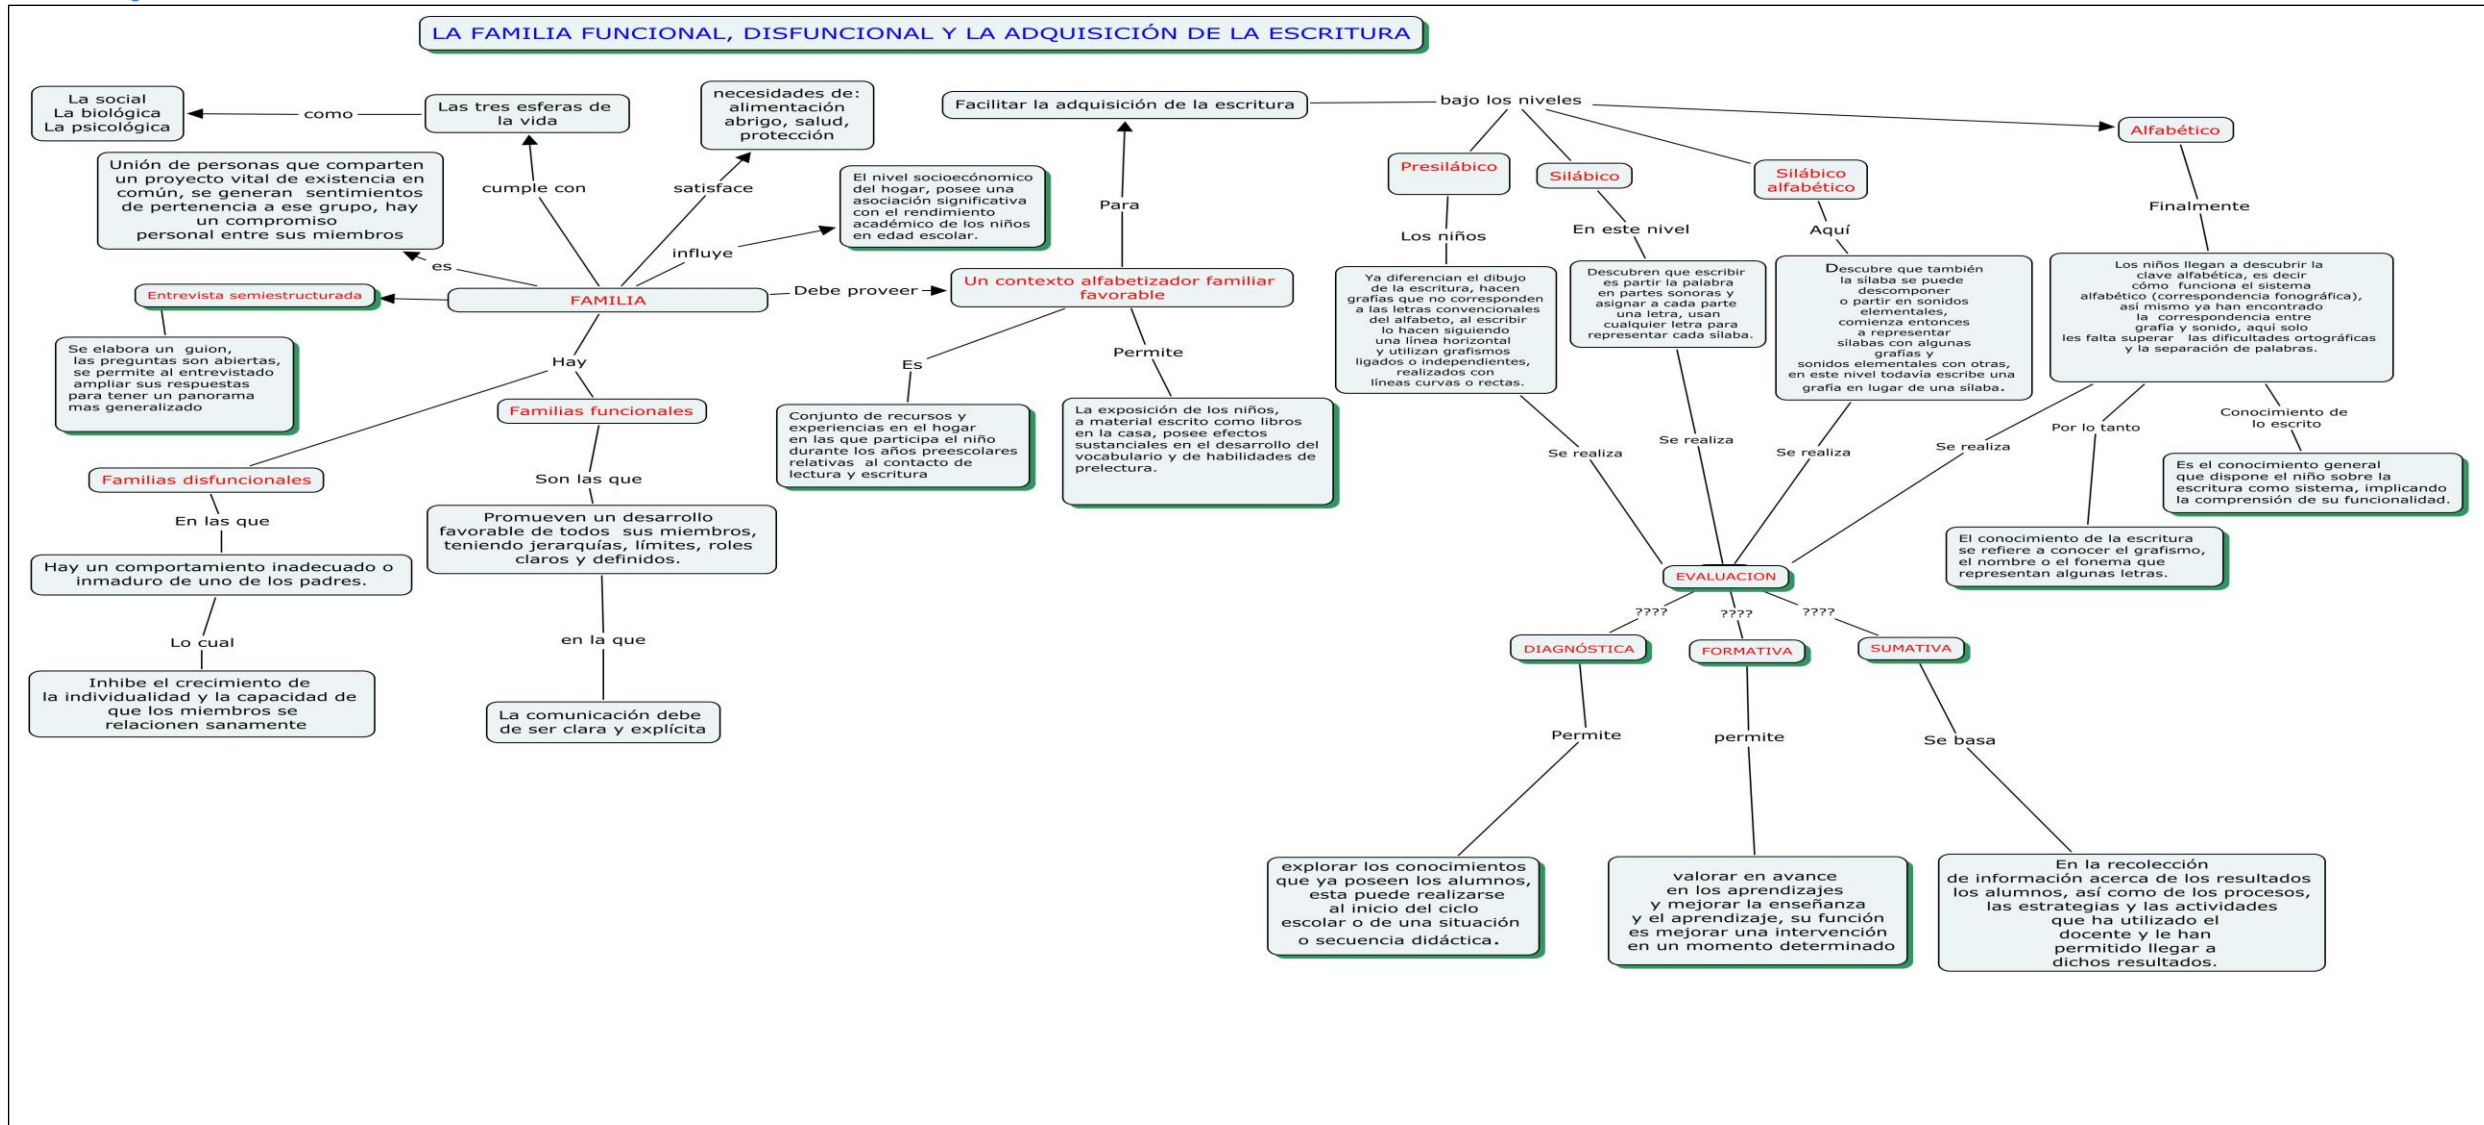 LA FAMILIA FUNCIONAL, DISFUNCIONAL Y LA ADQUISICIÓN DE LA ESCRITURA
La social
La biológica
La psicológica
como
Las tres esferas de
la vida
necesidades de:
alimentación
abrigo, salud,
protección
Unión de personas que comparten
un proyecto vital de existencia en
común, se generan sentimientos
de pertenencia a ese grupo, hay
un compromiso
personal entre sus miembros
cumple con
satisface
El nivel socioecónomico
del hogar, posee una
asociación significativa
con el rendimiento
académico de los niños
en edad escolar.
es
influye
Entrevista semiestructurada
FAMILIA
Debe proveer
Un contexto alfabetizador familiar
favorable
Para
Facilitar la adquisición de la escritura
bajo los niveles
Se elabora un guion,
las preguntas son abiertas,
se permite al entrevistado
ampliar sus respuestas
para tener un panorama
mas generalizado
Hay
Familias disfuncionales
En las que
Hay un comportamiento inadecuado o
inmaduro de uno de los padres.
Lo cual
Inhibe el crecimiento de
la individualidad y la capacidad de
que los miembros se
relacionen sanamente
Familias funcionales
Son las que
Promueven un desarrollo
favorable de todos sus miembros,
teniendo jerarquías, límites, roles
claros y definidos.
en la que
La comunicación debe
de ser clara y explícita
Es
Conjunto de recursos y
experiencias en el hogar
en las que participa el niño
durante los años preescolares
relativas al contacto de
lectura y escritura
Permite
La exposición de los niños,
a material escrito como libros
en la casa, posee efectos
sustanciales en el desarrollo del
vocabulario y de habilidades de
prelectura.
Presilábico
Los niños
Ya diferencian el dibujo
de la escritura, hacen
grafías que no corresponden
a las letras convencionales
del alfabeto, al escribir
lo hacen siguiendo
una línea horizontal
y utilizan grafismos
ligados o independientes,
realizados con
líneas curvas o rectas.
Silábico
En este nivel
Descubren que escribir
es partir la palabra
en partes sonoras y
asignar a cada parte
una letra, usan
cualquier letra para
representar cada sílaba.
Silábico
alfabético
Aquí
Descubre que también
la sílaba se puede
descomponer
o partir en sonidos
elementales,
comienza entonces
a representar
sílabas con algunas
grafías y
sonidos elementales con otras,
en este nivel todavía escribe una
grafía en lugar de una sílaba.
Alfabético
Finalmente
Los niños llegan a descubrir la
clave alfabética, es decir
cómo funciona el sistema
alfabético (correspondencia fonográfica),
así mismo ya han encontrado
la correspondencia entre
grafía y sonido, aquí solo
les falta superar las dificultades ortográficas
y la separación de palabras.
Se realiza
Se realiza
Se realiza
Se realiza
Por lo tanto
Conocimiento de
lo escrito
Es el conocimiento general
que dispone el niño sobre la
escritura como sistema, implicando
la comprensión de su funcionalidad.
El conocimiento de la escritura
se refiere a conocer el grafismo,
el nombre o el fonema que
representan algunas letras.
EVALUACION
????
????
????
DIAGNÓSTICA
FORMATIVA
SUMATIVA
Permite
permite
Se basa
explorar los conocimientos
que ya poseen los alumnos,
esta puede realizarse
al inicio del ciclo
escolar o de una situación
o secuencia didáctica.
valorar en avance
en los aprendizajes
y mejorar la enseñanza
y el aprendizaje, su función
es mejorar una intervención
en un momento determinado
En la recolección
de información acerca de los resultados
los alumnos, así como de los procesos,
las estrategias y las actividades
que ha utilizado el
docente y le han
permitido llegar a
dichos resultados.